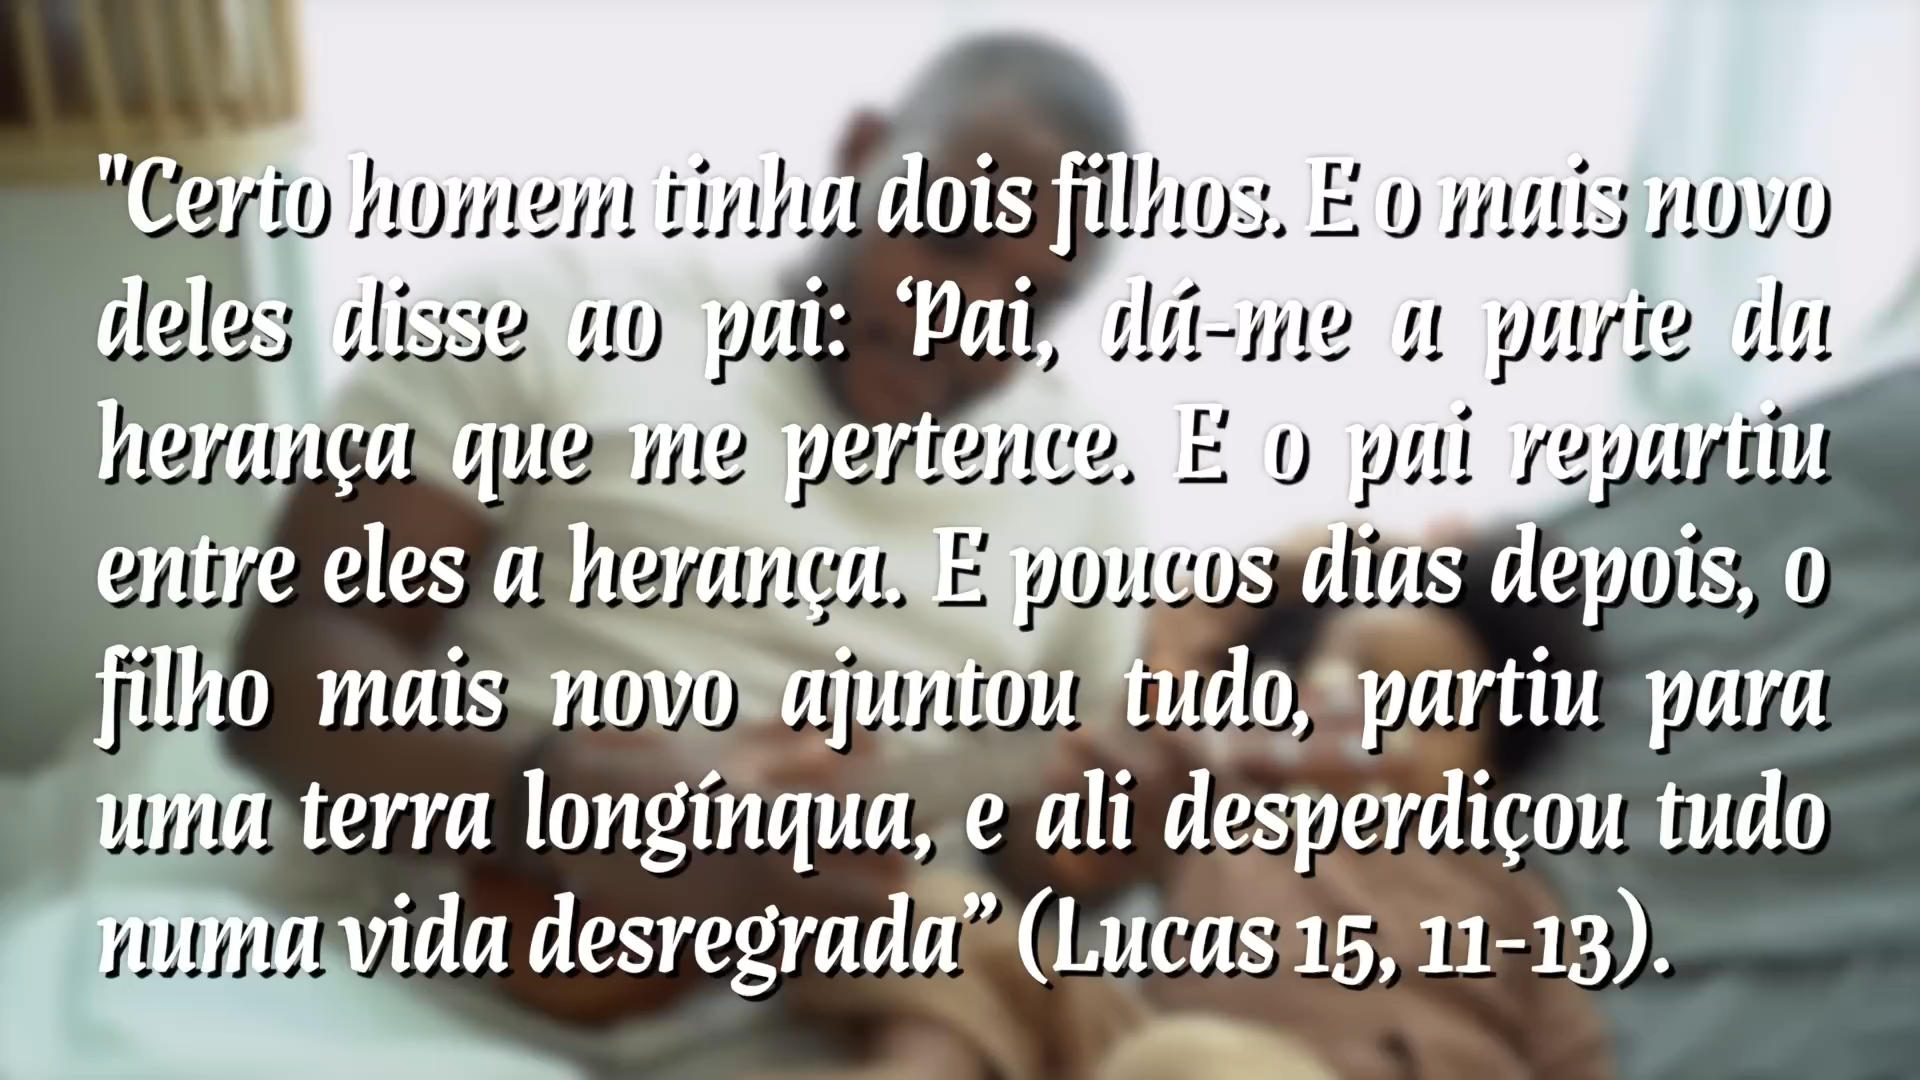 "Certo homem tinha dois filhos. E o mais novo
deles disse ao pai: ‘Pai, dá-me a parte da
herança que me pertence. E o pai repartiu
entre eles a herança. E poucos dias depois, o
filho mais novo ajuntou tudo, partiu para
uma terra longínqua, e ali desperdiçou tudo
numa vida desregrada” (Lucas 15, 11-13).